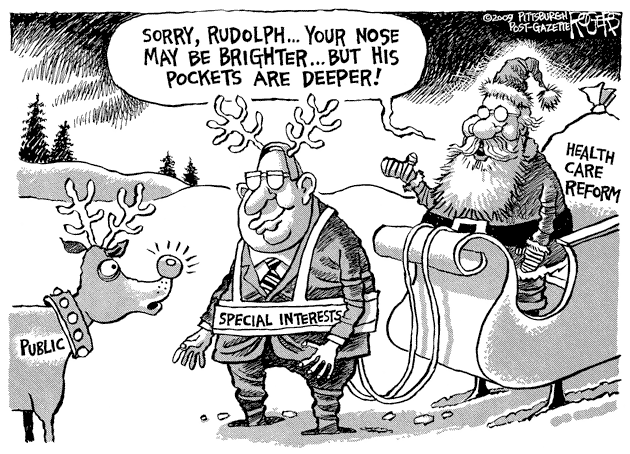 ©2009 PITTSBURGH
POST-GAZETTE
ROGERS
SORRY, RUDOLPH... YOUR NOSE
MAY BE BRIGHTER... BUT HIS
POCKETS ARE DEEPER!
HEALTH
CARE
REFORM
SPECIAL INTERESTS
PUBLIC